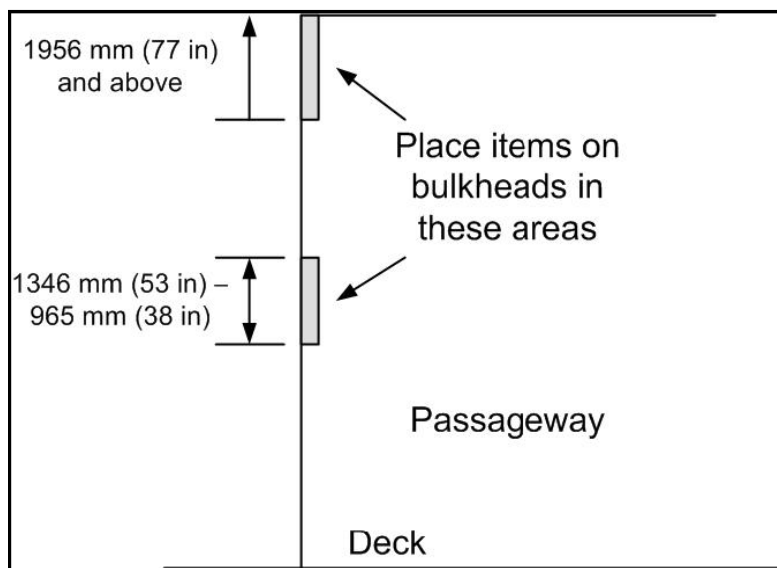 1956 mm (77 in)
and above
Place items on
bulkheads in
these areas
1346 mm (53 in) –
965 mm (38 in)
Passageway
Deck